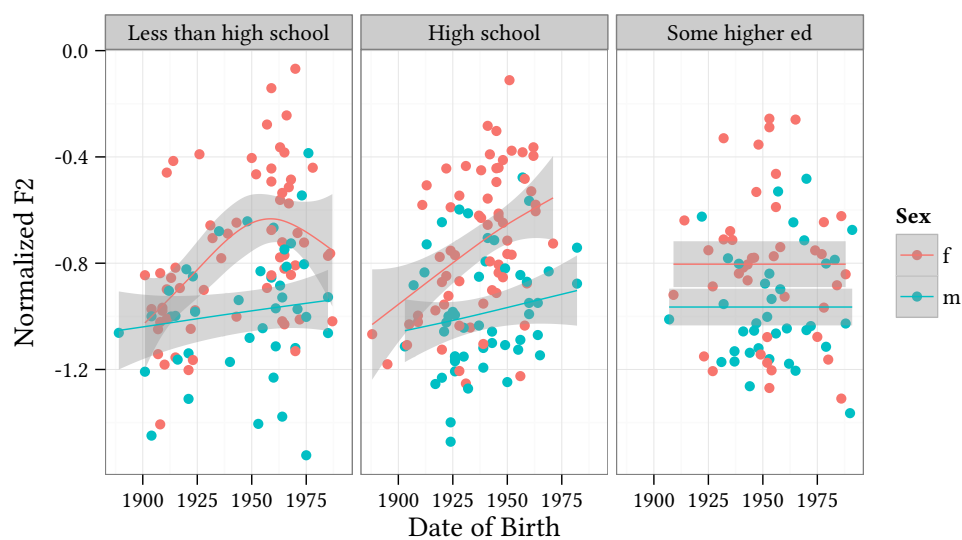 Less than high school
High school
Some higher ed
0.0
-0.4
-0.8
-1.2
Normalized F2
1900 1925 1950 1975
1900 1925 1950 1975
1900 1925 1950 1975
Date of Birth
Sex
f
m